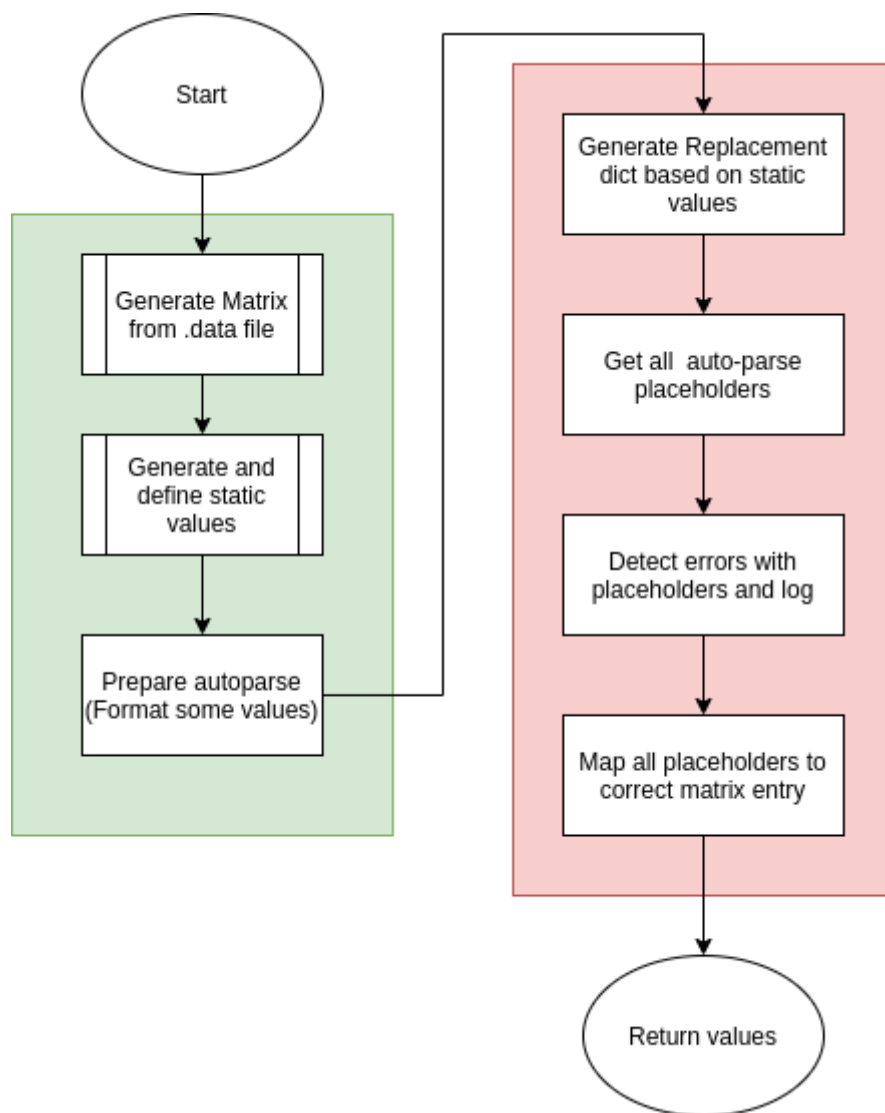 Start
Generate Matrix
from .data file
Generate and
define static
values
Prepare autoparse
(Format some values)
Generate Replacement
dict based on static
values
Get all auto-parse
placeholders
Detect errors with
placeholders and log
Map all placeholders to
correct matrix entry
Return values